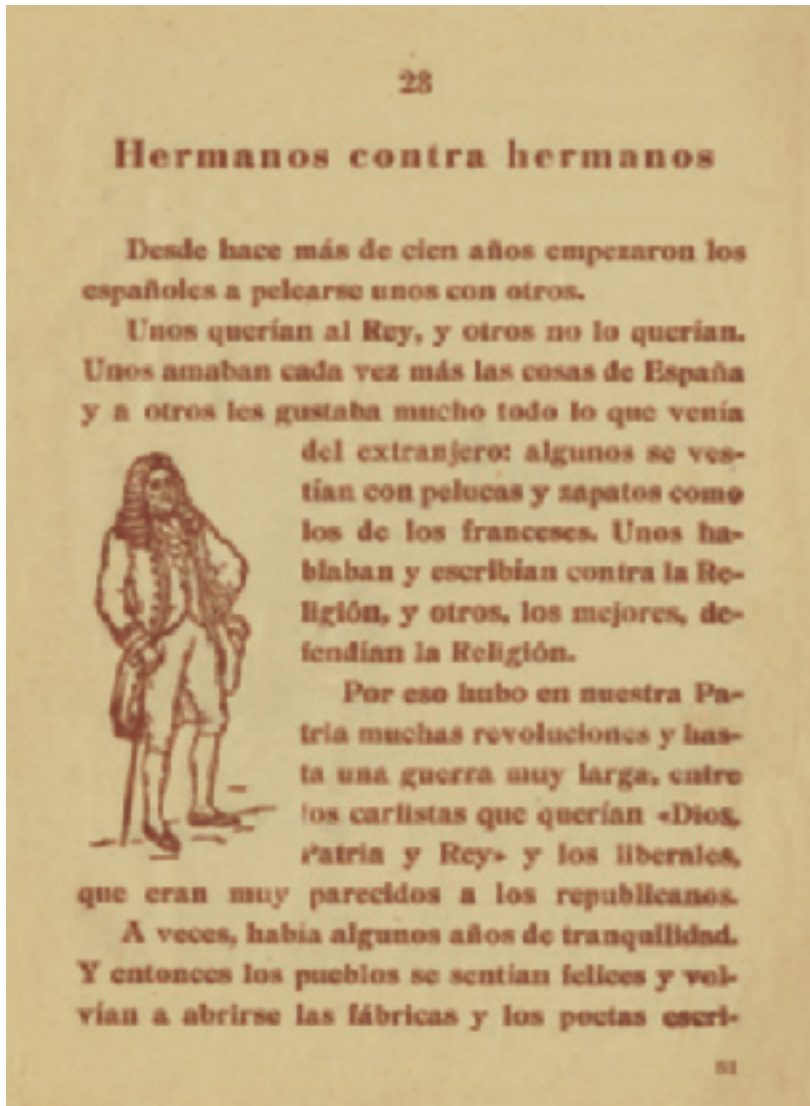 23
Hermanos contra hermanos
Desde hace más de cien años empezaron los
españoles a pelearse unos con otros.
Unos querían al Rey, y otros no lo querían.
Unos amaban cada vez más las cosas de España
y a otros les gustaba mucho todo lo que venía
del extranjero: algunos se ves-
tían con pelucas y zapatos como
los de los franceses. Unos ha-
blaban y escribían contra la Re-
ligión, y otros, los mejores, de-
fendían la Religión.
Por eso hubo en nuestra Pa-
tria muchas revoluciones y has-
ta una guerra muy larga, entre
los carlistas que querían «Dios,
Patria y Rey» y los liberales,
que eran muy parecidos a los republicanos.
A veces, había algunos años de tranquilidad.
Y entonces los pueblos se sentían felices y vol-
vían a abrirse las fábricas y los poetas escri-